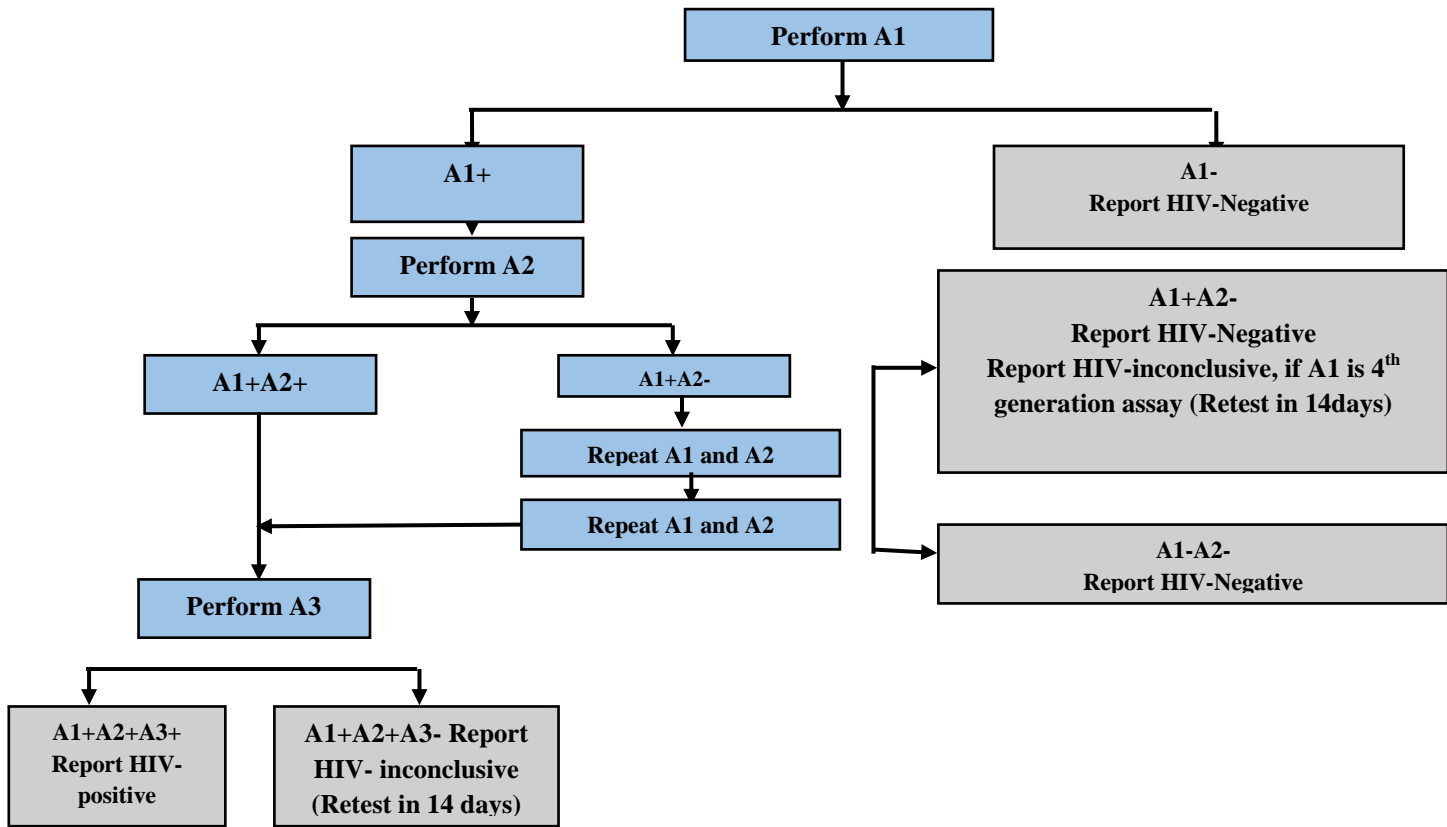 Perform A1
A1+
A1-
Report HIV-Negative
Perform A2
A1+A2-
Report HIV-Negative
Report HIV-inconclusive, if A1 is 4th
generation assay (Retest in 14days)
A1+A2+
A1+A2-
Repeat A1 and A2
Repeat A1 and A2
A1-A2-
Report HIV-Negative
Perform A3
A1+A2+A3+
Report HIV-
positive
A1+A2+A3- Report
HIV- inconclusive
(Retest in 14 days)